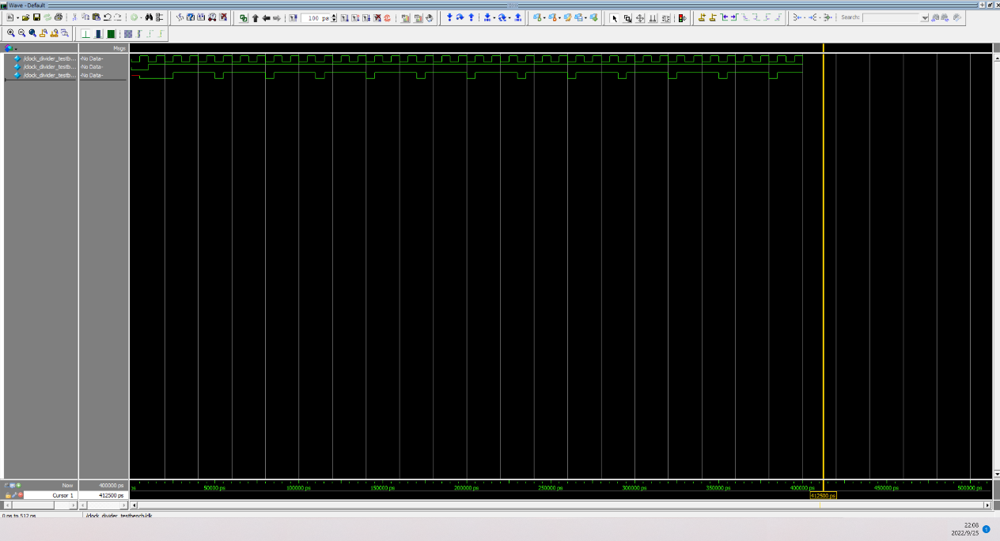 Wave - Default
100 ps
Search:
Msgs
/clock_divider_testb... -No Data-
/clock_divider_testb... -No Data-
/clock_divider_testb... -No Data-
Now 400000 ps
Cursor 1 412500 ps
ps 50000 ps 100000 ps 150000 ps 200000 ps 250000 ps 300000 ps 350000 ps 400000 ps 450000 ps 500000 ps
412500 ps
0 ps to 512 ns /clock_divider_testbench/clk
22:08
2022/9/25
1